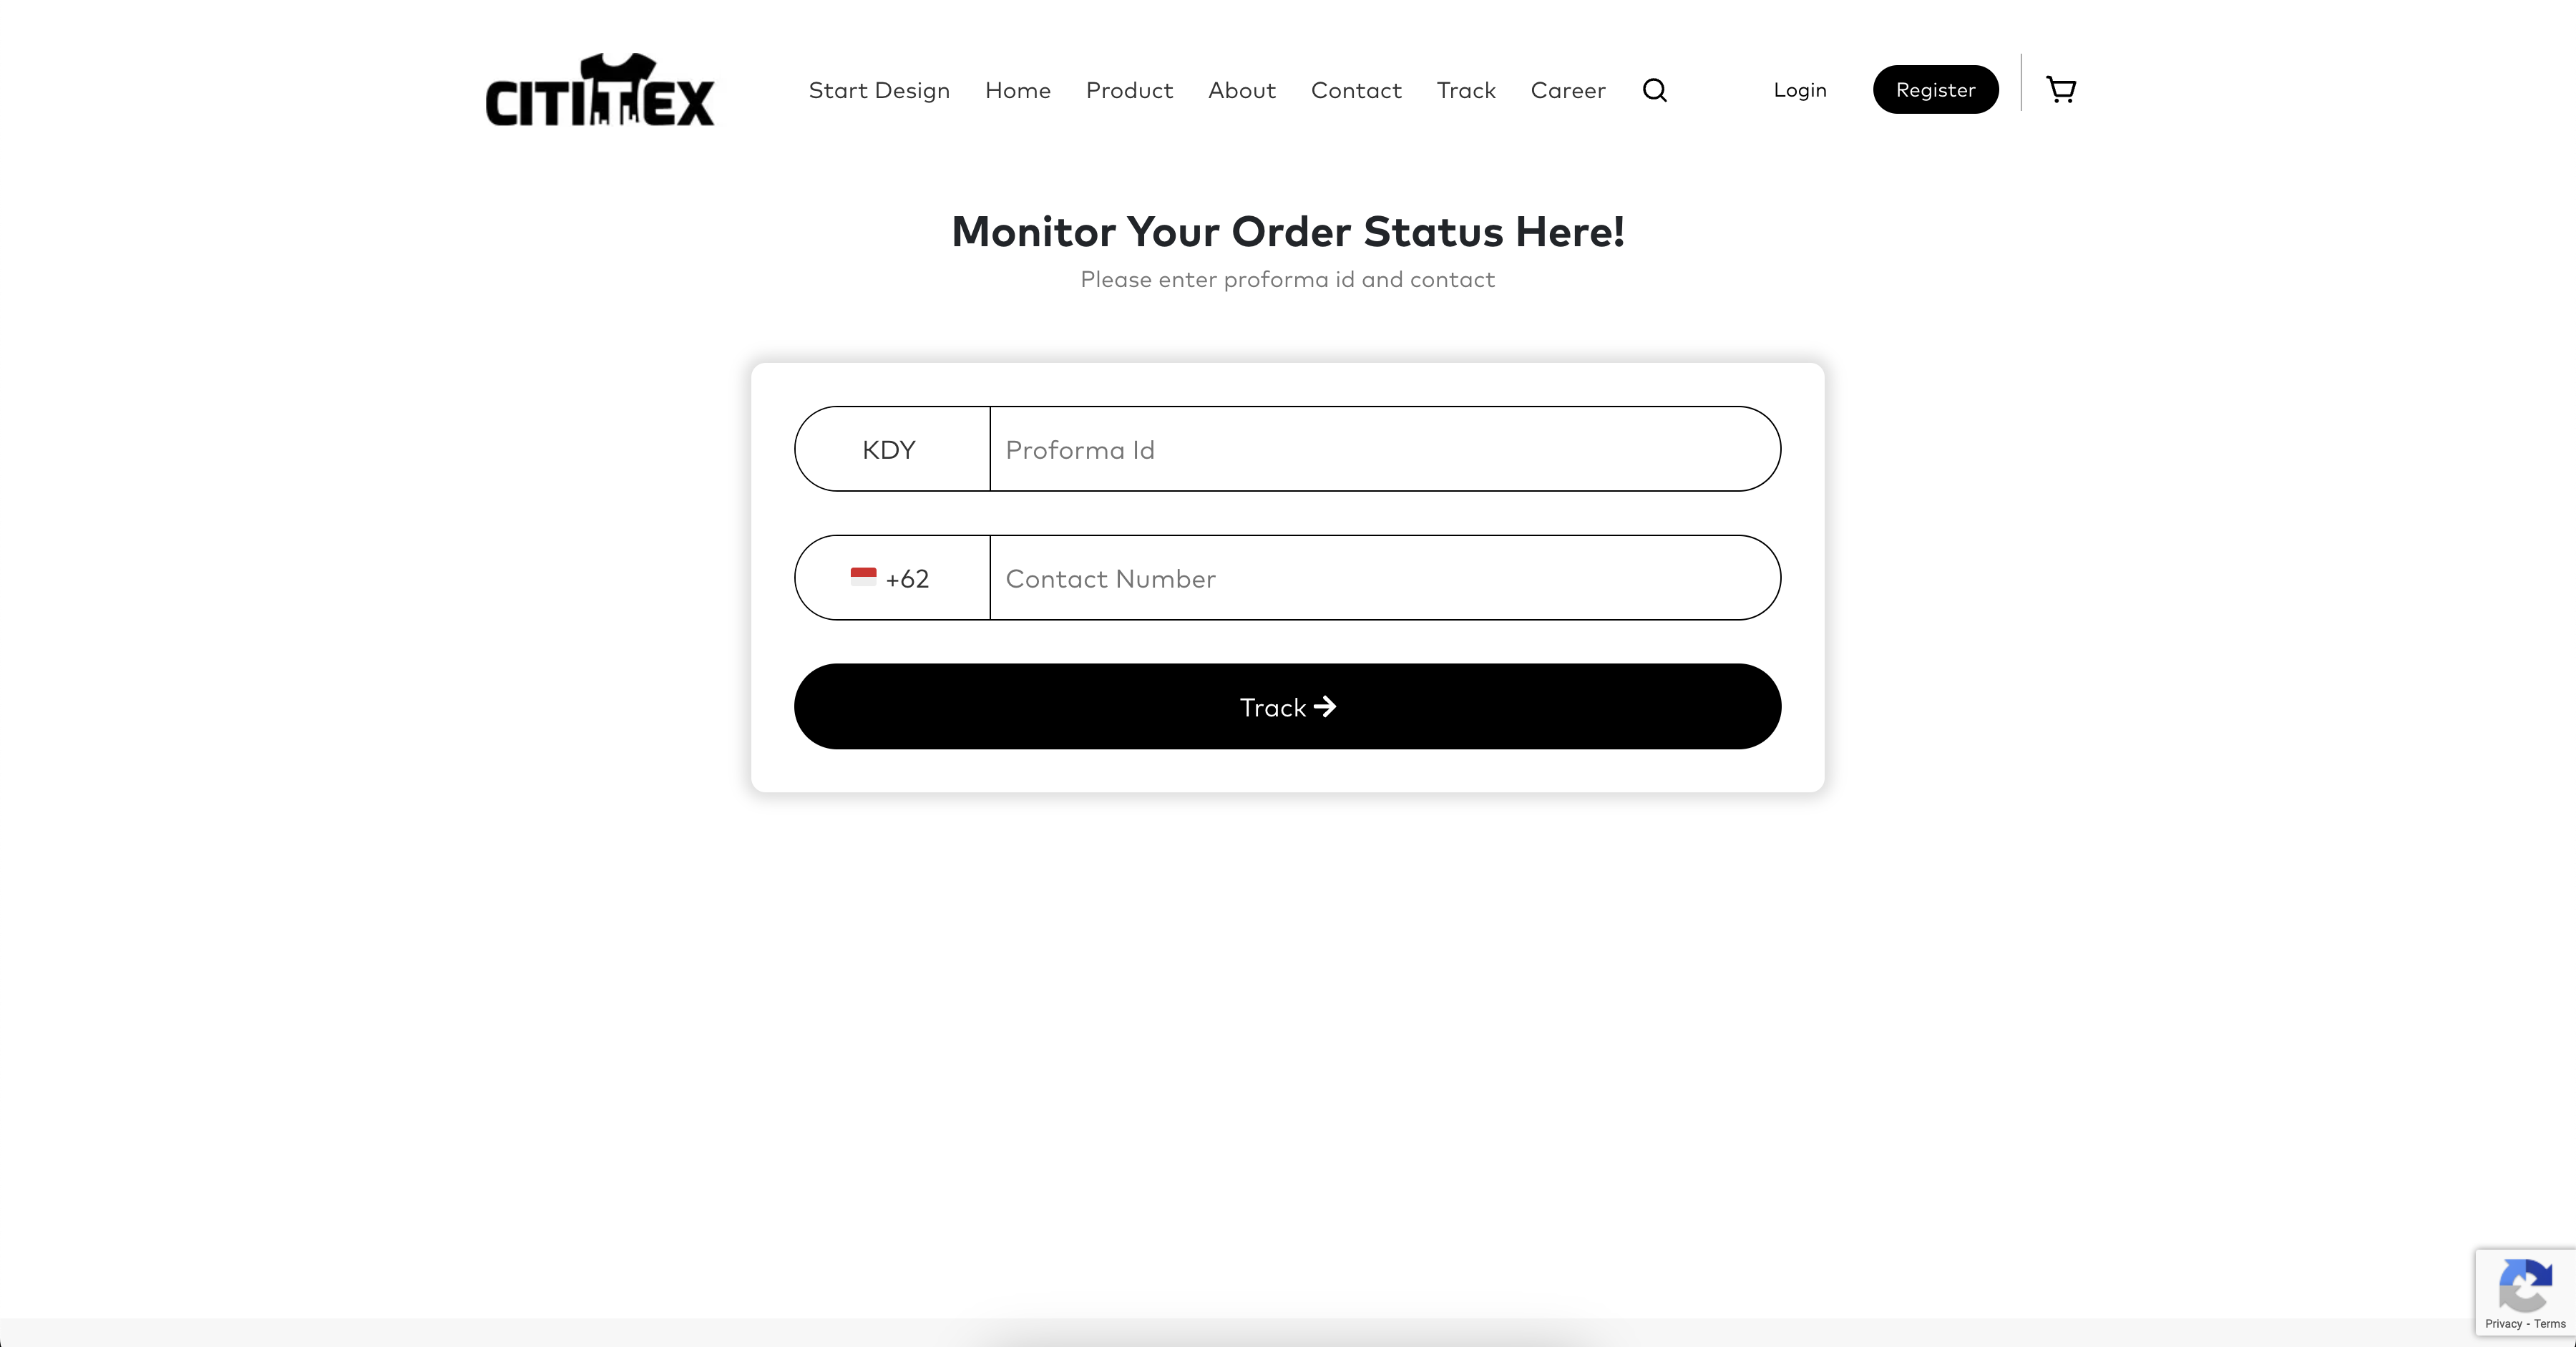 CITITEX
Start Design Home Product About Contact Track Career Login Register
Monitor Your Order Status Here!
Please enter proforma id and contact
KDY Proforma Id
+62 Contact Number
Track
Privacy - Terms